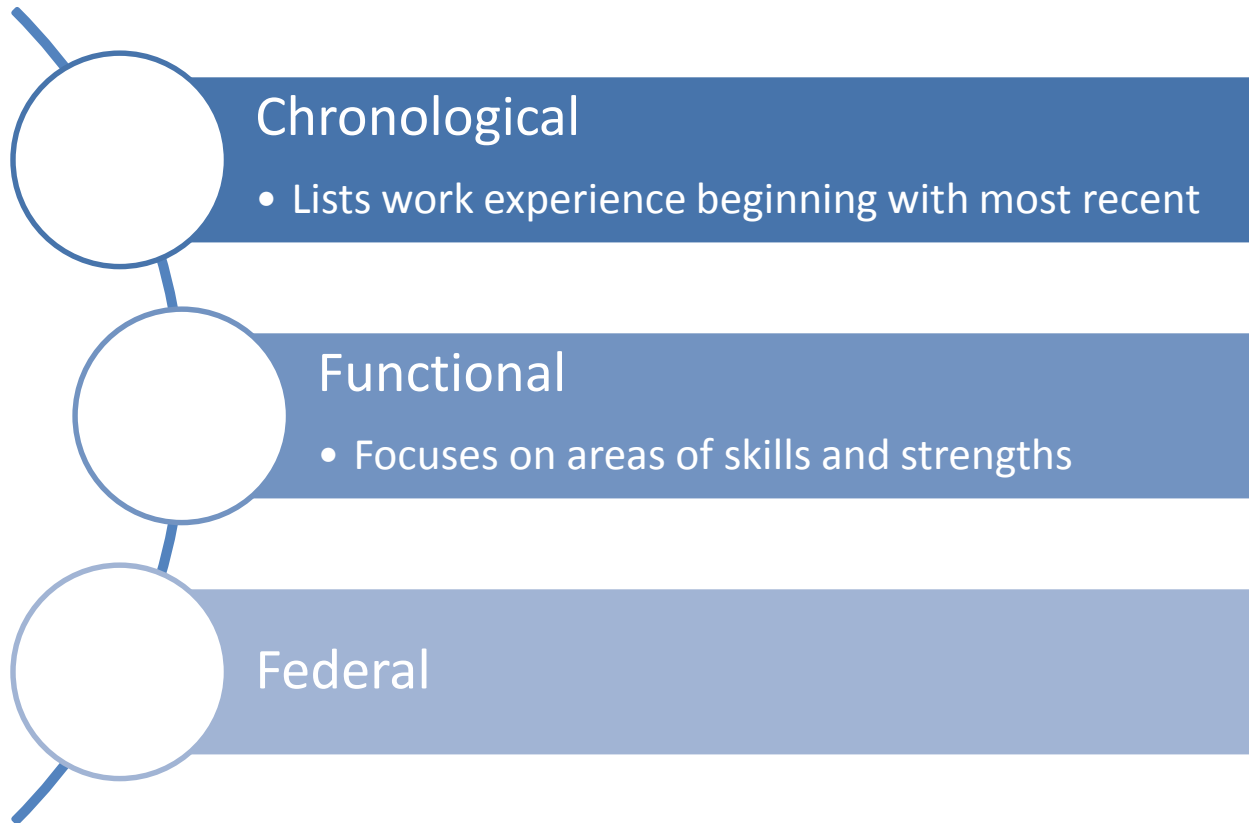 Chronological
• Lists work experience beginning with most recent
Functional
• Focuses on areas of skills and strengths
Federal